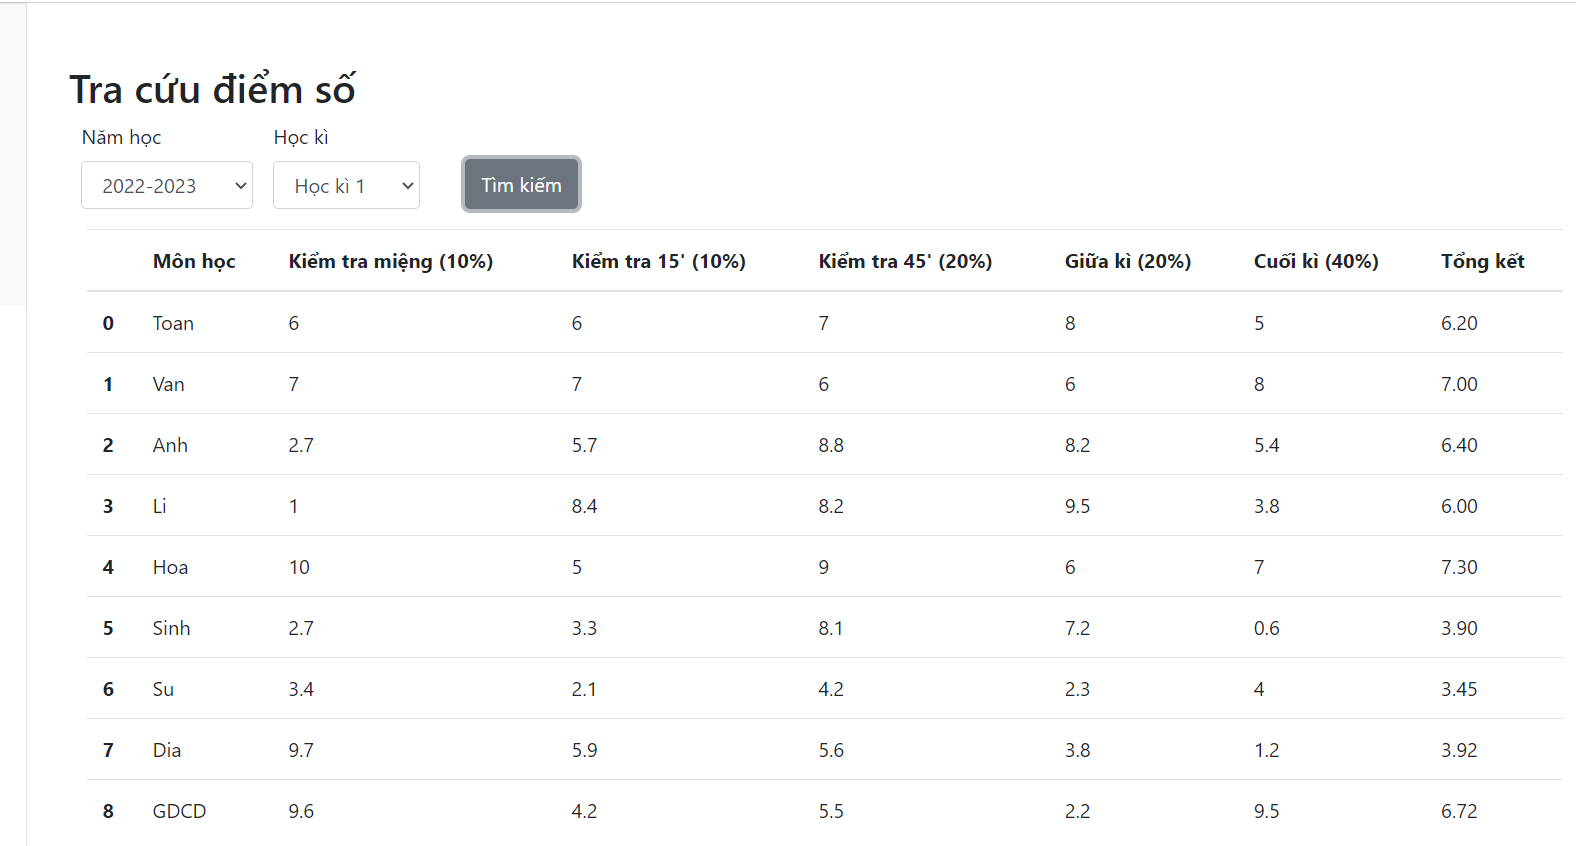 Tra cứu điểm số
Năm học Học kì
2022-2023 Học kì 1 Tìm kiếm
Môn học Kiểm tra miệng (10%) Kiểm tra 15' (10%) Kiểm tra 45' (20%) Giữa kì (20%) Cuối kì (40%) Tổng kết
0 Toan 6 6 7 8 5 6.20
1 Van 7 7 6 6 8 7.00
2 Anh 2.7 5.7 8.8 8.2 5.4 6.40
3 Li 1 8.4 8.2 9.5 3.8 6.00
4 Hoa 10 5 9 6 7 7.30
5 Sinh 2.7 3.3 8.1 7.2 0.6 3.90
6 Su 3.4 2.1 4.2 2.3 4 3.45
7 Dia 9.7 5.9 5.6 3.8 1.2 3.92
8 GDCD 9.6 4.2 5.5 2.2 9.5 6.72